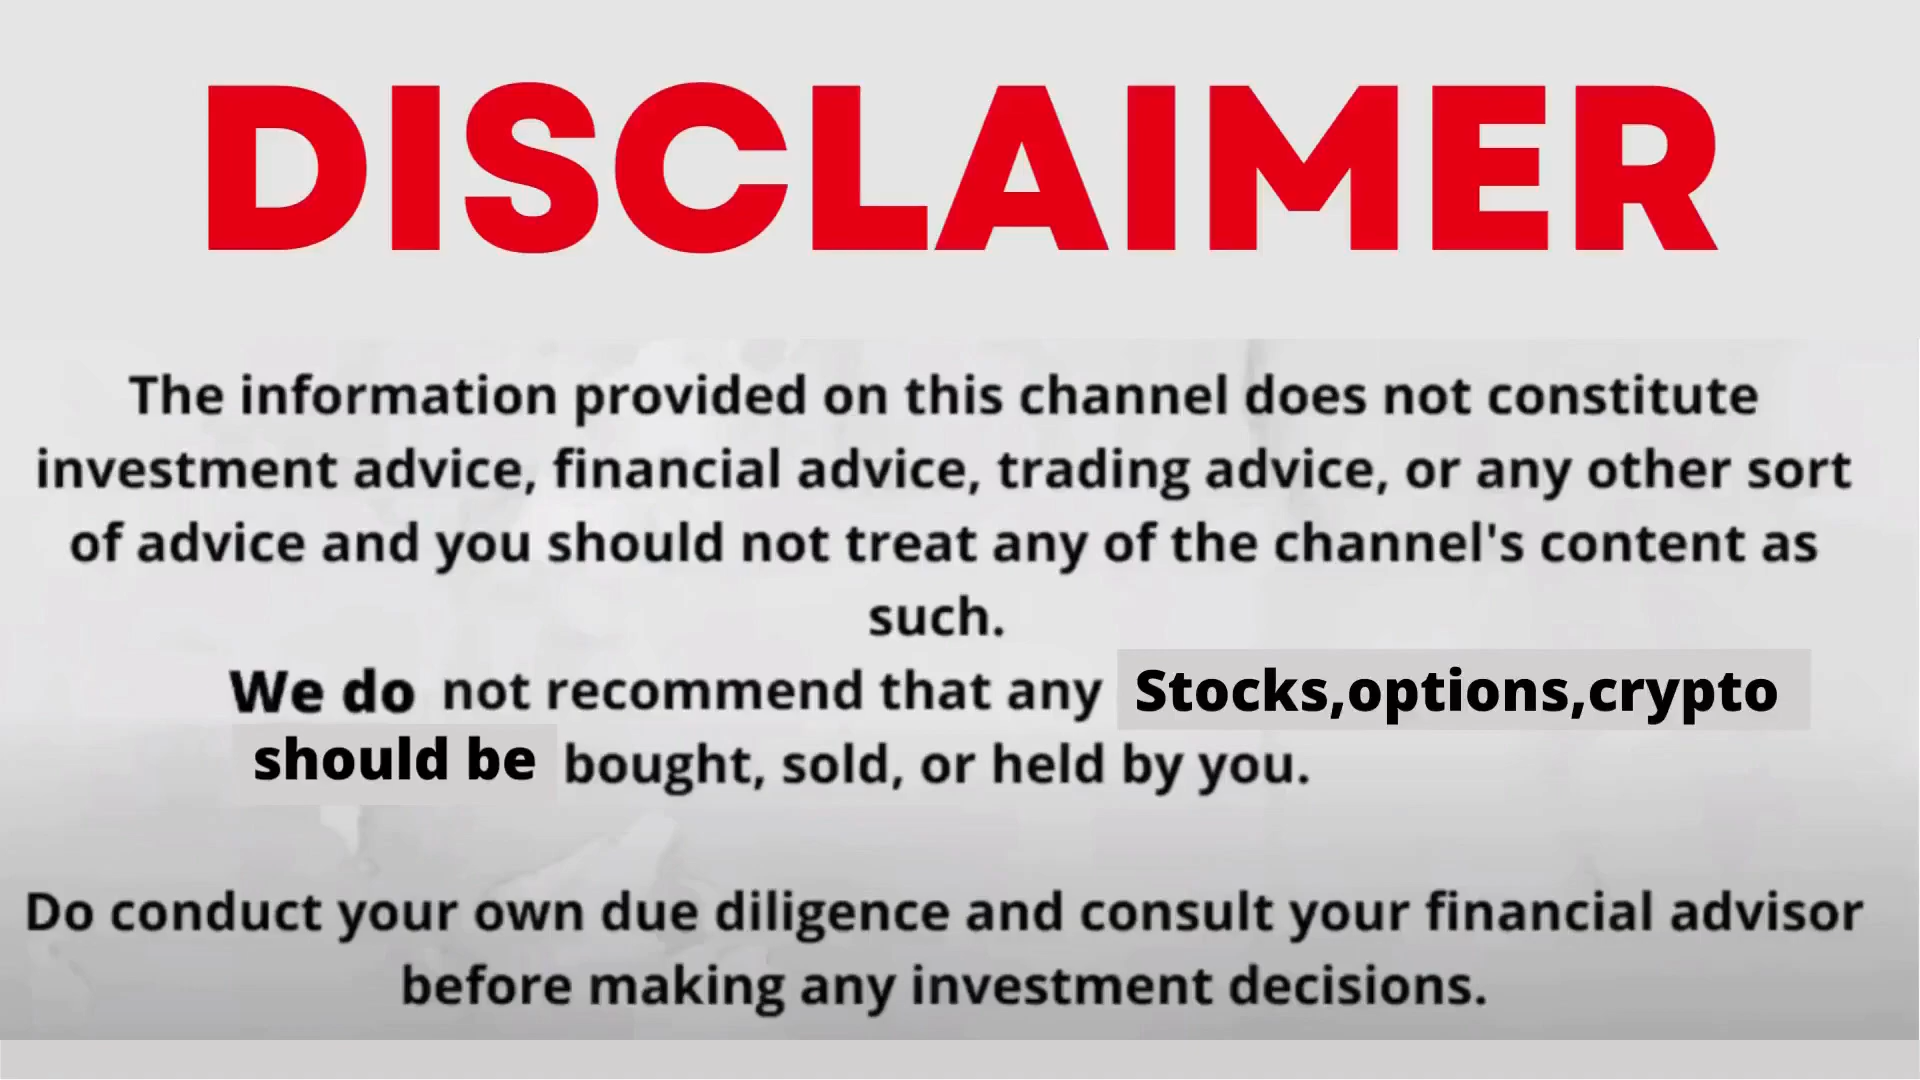 DISCLAIMER
The information provided on this channel does not constitute
investment advice, financial advice, trading advice, or any other sort
of advice and you should not treat any of the channel's content as
such.
We do not recommend that any Stocks,options,crypto
should be bought, sold, or held by you.
Do conduct your own due diligence and consult your financial advisor
before making any investment decisions.